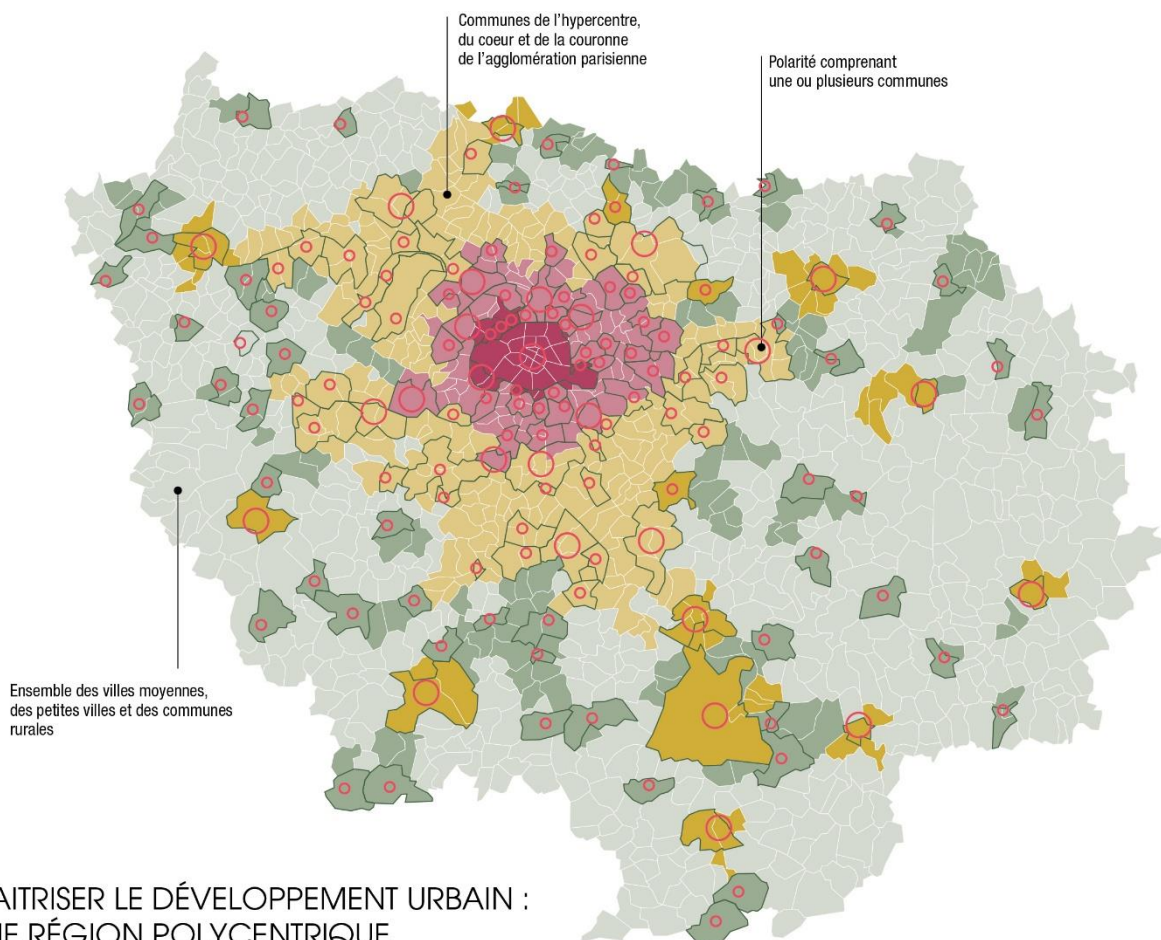 Communes de l'hypercentre,
du coeur et de la couronne
de l'agglomération parisienne
Polarité comprenant
une ou plusieurs communes
Ensemble des villes moyennes,
des petites villes et des communes
rurales
AITRISER LE DÉVELOPPEMENT URBAIN :
NE RÉGION POLYCENTRIQUE